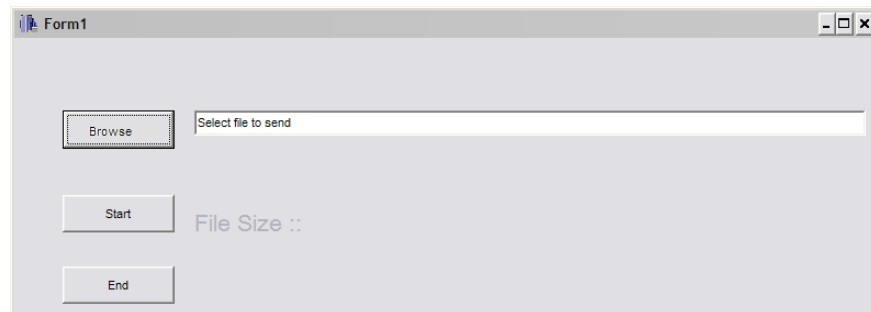 Form1
Browse
Select file to send
Start
File Size ::
End